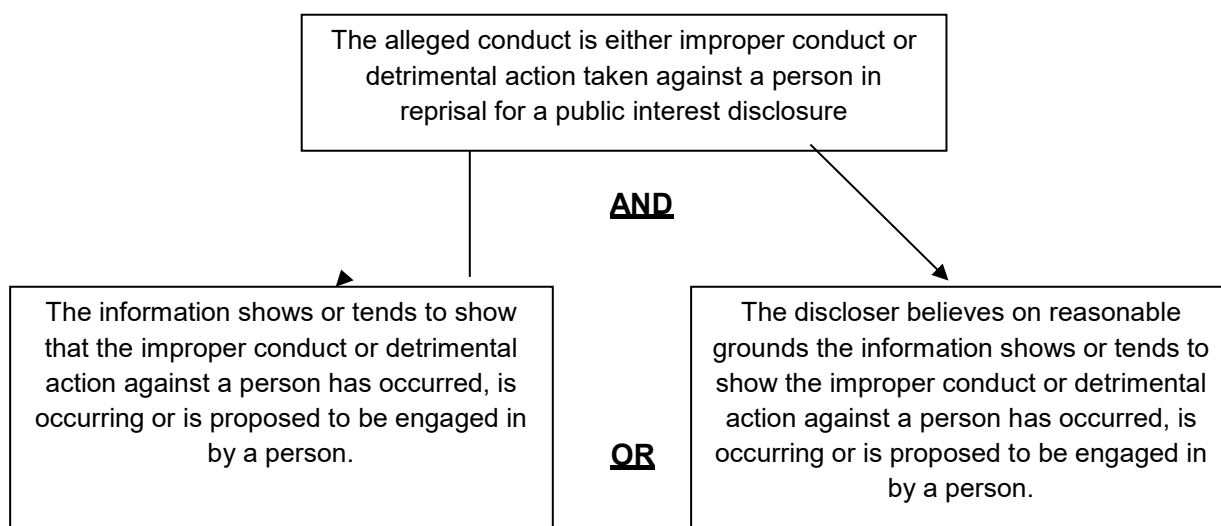 The alleged conduct is either improper conduct or
detrimental action taken against a person in
reprisal for a public interest disclosure
AND
The information shows or tends to show
that the improper conduct or detrimental
action against a person has occurred, is
occurring or is proposed to be engaged in
by a person.
OR
The discloser believes on reasonable
grounds the information shows or tends to
show the improper conduct or detrimental
action against a person has occurred, is
occurring or is proposed to be engaged in
by a person.